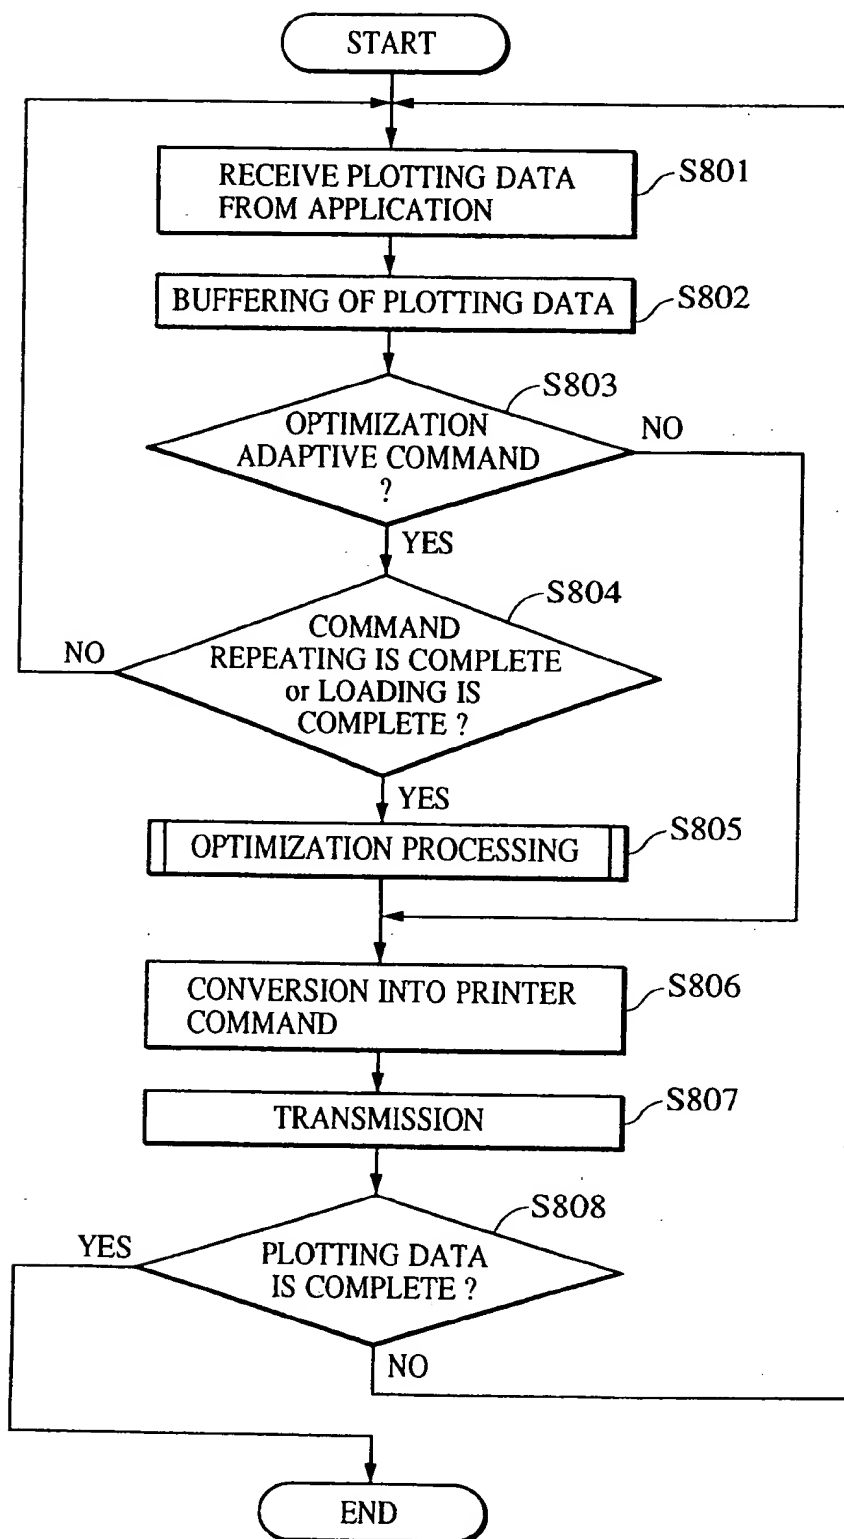 START
RECEIVE PLOTTING DATA
FROM APPLICATION
S801
BUFFERING OF PLOTTING DATA
S802
S803
OPTIMIZATION
ADAPTIVE COMMAND
?
NO
YES
S804
COMMAND
REPEATING IS COMPLETE
or LOADING IS
COMPLETE ?
NO
YES
OPTIMIZATION PROCESSING
S805
CONVERSION INTO PRINTER
COMMAND
S806
TRANSMISSION
S807
S808
PLOTTING DATA
IS COMPLETE ?
YES
NO
END